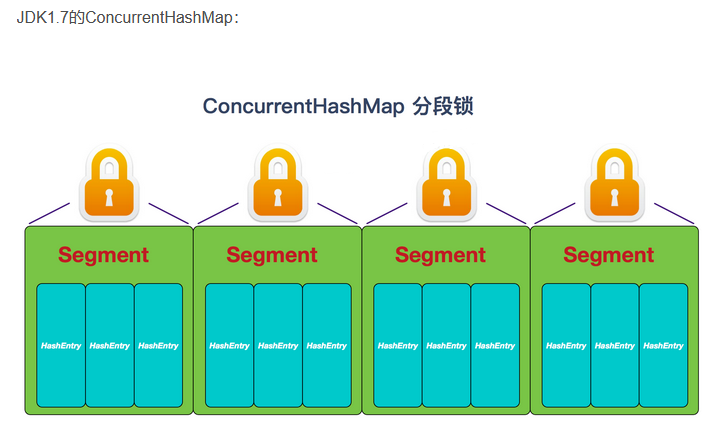 JDK1.7的ConcurrentHashMap：
ConcurrentHashMap 分段锁
Segment Segment Segment Segment
HashEntry HashEntry HashEntry HashEntry HashEntry HashEntry HashEntry HashEntry HashEntry HashEntry HashEntry HashEntry